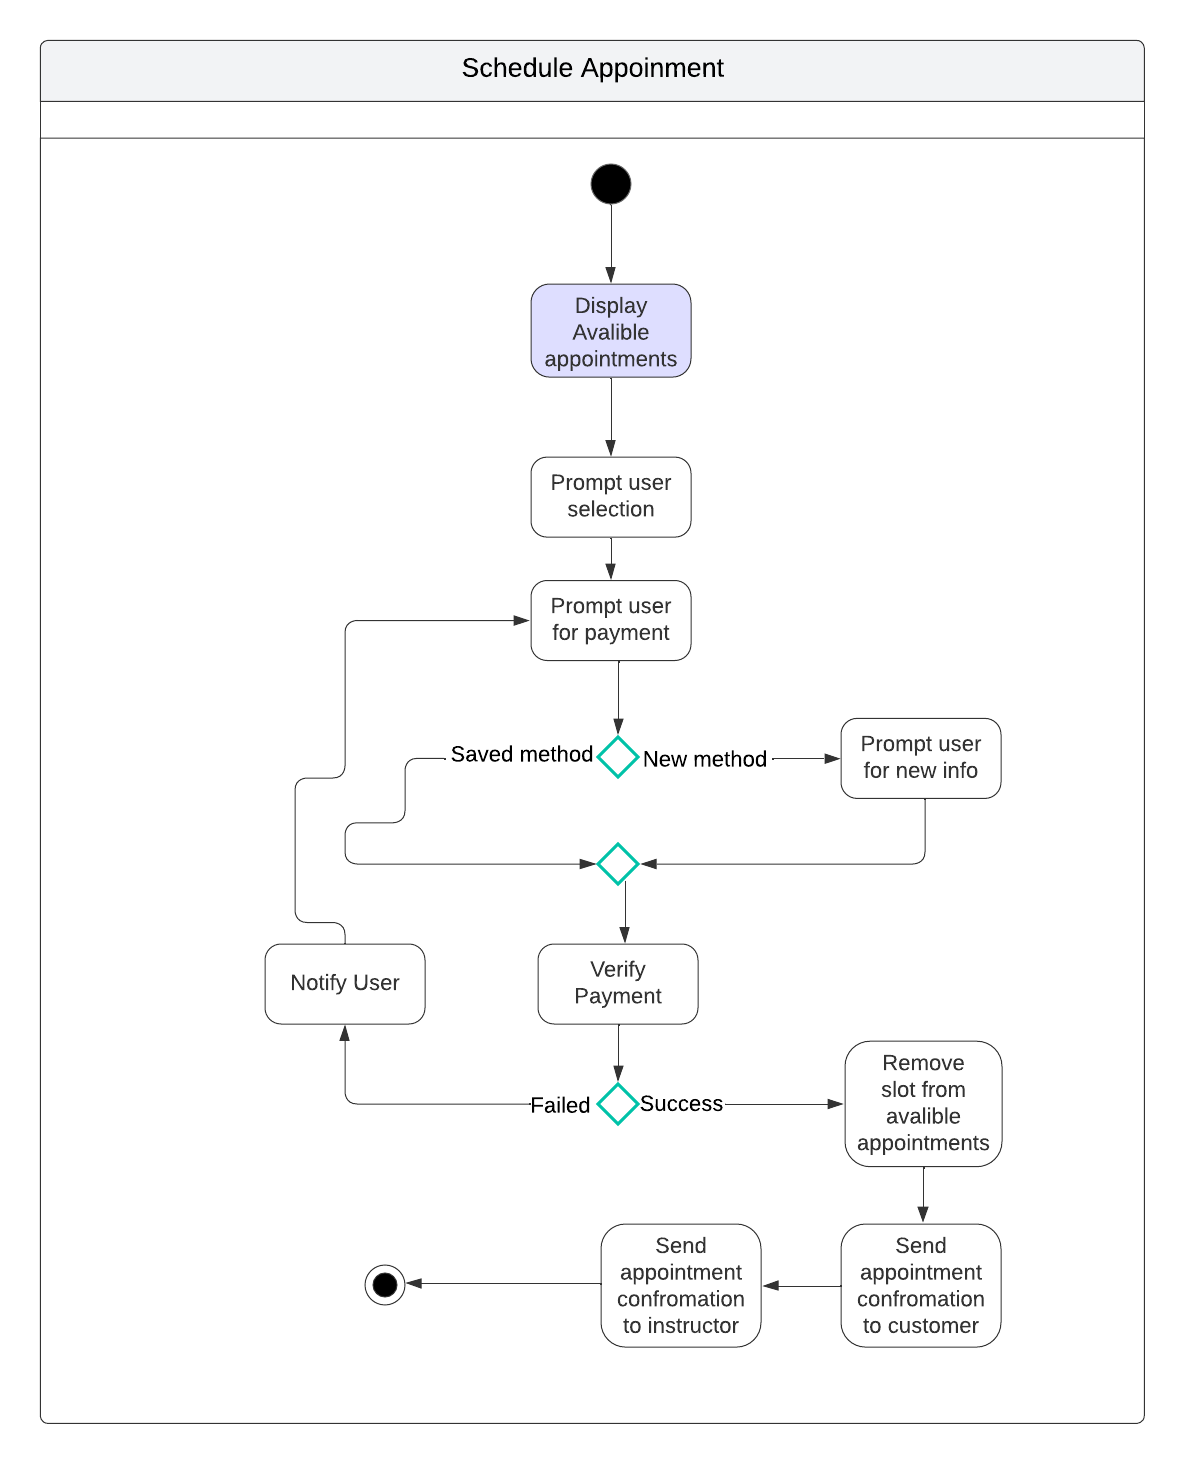 Schedule Appoinment
Display
Avalible
appointments
Prompt user
selection
Prompt user
for payment
Saved method
New method
Prompt user
for new info
Notify User
Verify
Payment
Failed
Success
Remove
slot from
avalible
appointments
Send
appointment
confromation
to instructor
Send
appointment
confromation
to customer